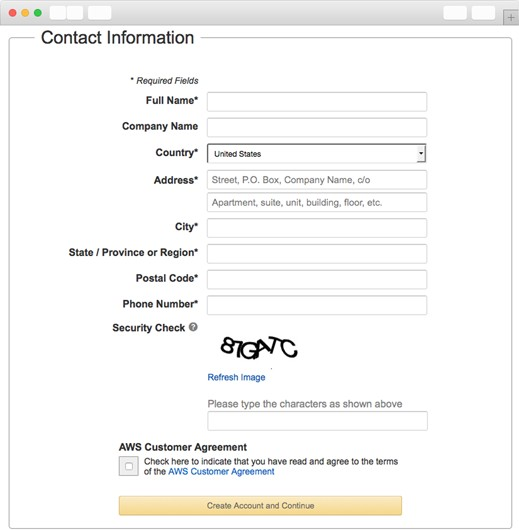 Contact Information
* Required Fields
Full Name*
Company Name
Country*
United States
Address*
Street, P.O. Box, Company Name, c/o
Apartment, suite, unit, building, floor, etc.
City*
State / Province or Region*
Postal Code*
Phone Number*
Security Check ?
Refresh Image
Please type the characters as shown above
AWS Customer Agreement
Check here to indicate that you have read and agree to the terms
of the AWS Customer Agreement
Create Account and Continue